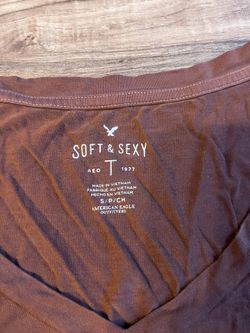 SOFT & SEXY
AEO T 1977
MADE IN VIETNAM
FABRIQUÉ AU VIETNAM
HECHO EN VIETNAM
S/P/CH
AMERICAN EAGLE
OUTFITTERS